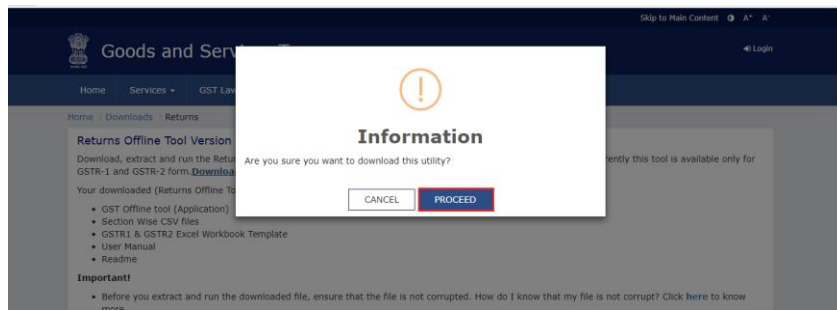 Skip to Main Content A+ A-
Goods and Serv
Login
Home Services GST Law
Home Downloads Returns
Information
Are you sure you want to download this utility?
CANCEL PROCEED
Returns Offline Tool Version
Download, extract and run the Retur rently this tool is available only for
GSTR-1 and GSTR-2 form.Downloa
Your downloaded (Returns Offline To
• GST Offline tool (Application)
• Section Wise CSV files
• GSTR1 & GSTR2 Excel Workbook Template
• User Manual
• Readme
Important!
• Before you extract and run the downloaded file, ensure that the file is not corrupted. How do I know that my file is not corrupt? Click here to know
more